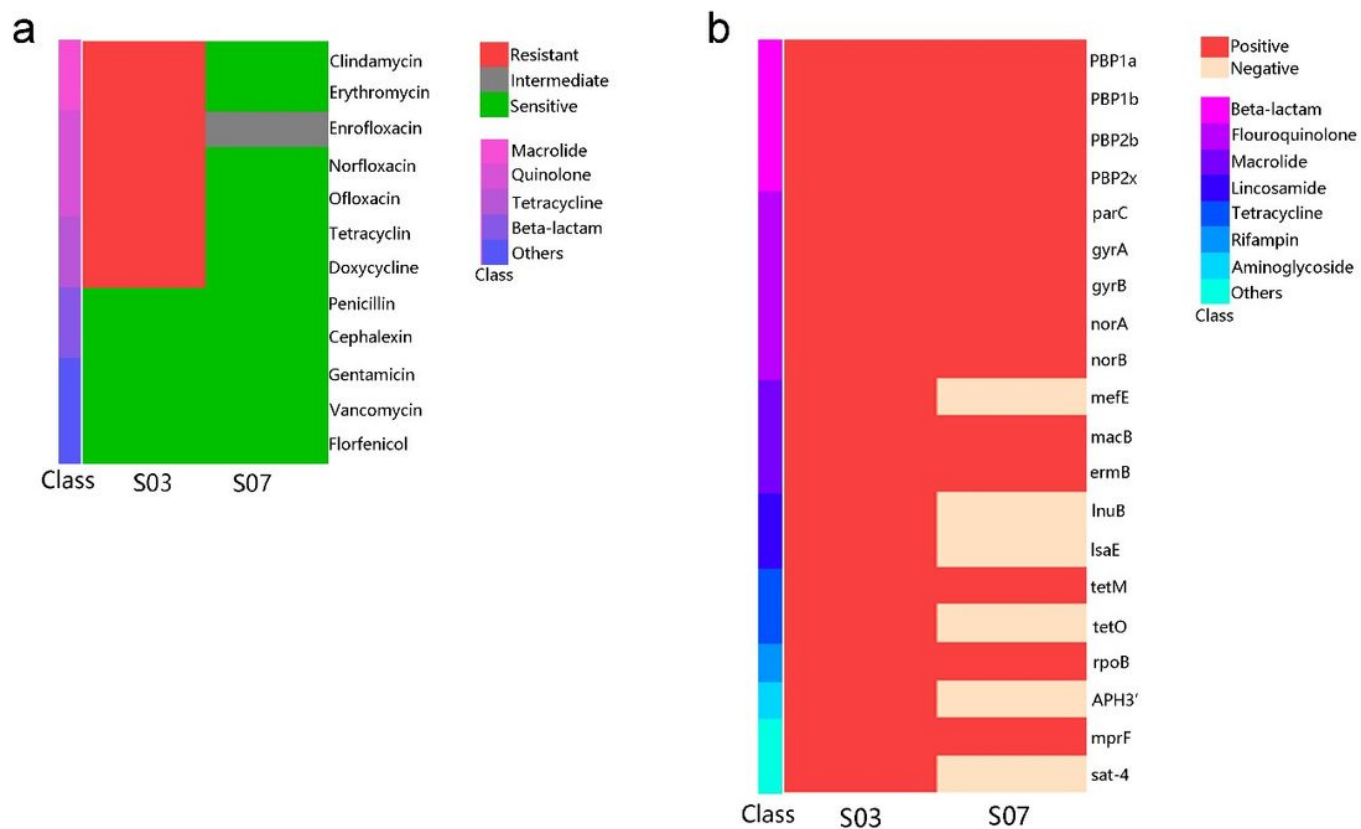 a
Clindamycin
Erythromycin
Enrofloxacin
Norfloxacin
Ofloxacin
Tetracyclin
Doxycycline
Penicillin
Cephalexin
Gentamicin
Vancomycin
Florfenicol
Class S03 S07
Resistant
Intermediate
Sensitive
Macrolide
Quinolone
Tetracycline
Beta-lactam
Others
Class
b
PBP1a
PBP1b
PBP2b
PBP2x
parC
gyrA
gyrB
norA
norB
mefE
macB
ermB
lnuB
lsaE
tetM
tetO
rpoB
APH3′
mprF
sat-4
Class S03 S07
Positive
Negative
Beta-lactam
Flouroquinolone
Macrolide
Lincosamide
Tetracycline
Rifampin
Aminoglycoside
Others
Class